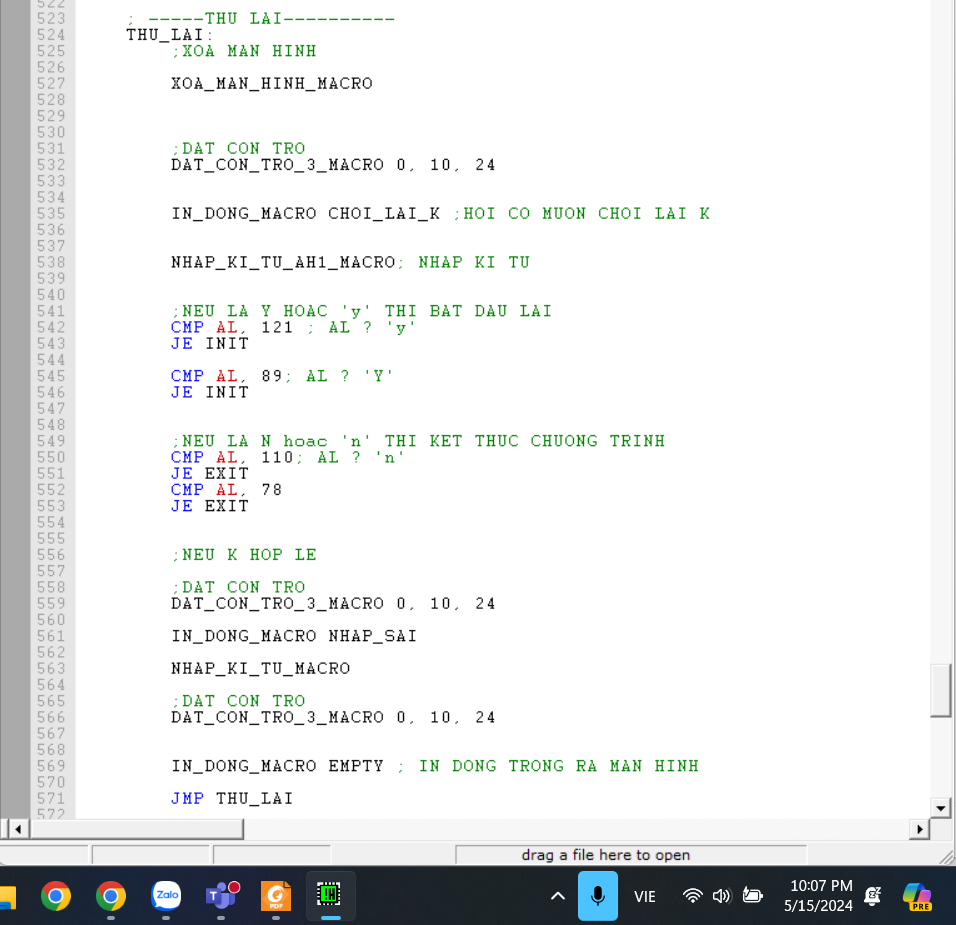 522
523 ; -----THU LAI----------
524 THU_LAI:
525 ;XOA MAN HINH
526
527 XOA_MAN_HINH_MACRO
528
529
530
531 ;DAT CON TRO
532 DAT_CON_TRO_3_MACRO 0, 10, 24
533
534
535 IN_DONG_MACRO CHOI_LAI_K ;HOI CO MUON CHOI LAI K
536
537
538 NHAP_KI_TU_AH1_MACRO; NHAP KI TU
539
540
541 ;NEU LA Y HOAC 'y' THI BAT DAU LAI
542 CMP AL, 121 ; AL ? 'y'
543 JE INIT
544
545 CMP AL, 89; AL ? 'Y'
546 JE INIT
547
548
549 ;NEU LA N hoac 'n' THI KET THUC CHUONG TRINH
550 CMP AL, 110; AL ? 'n'
551 JE EXIT
552 CMP AL, 78
553 JE EXIT
554
555
556 ;NEU K HOP LE
557
558 ;DAT CON TRO
559 DAT_CON_TRO_3_MACRO 0, 10, 24
560
561 IN_DONG_MACRO NHAP_SAI
562
563 NHAP_KI_TU_MACRO
564
565 ;DAT CON TRO
566 DAT_CON_TRO_3_MACRO 0, 10, 24
567
568
569 IN_DONG_MACRO EMPTY ; IN DONG TRONG RA MAN HINH
570
571 JMP THU_LAI
572
drag a file here to open
Zalo
PDF
VIE
10:07 PM
5/15/2024
PRE